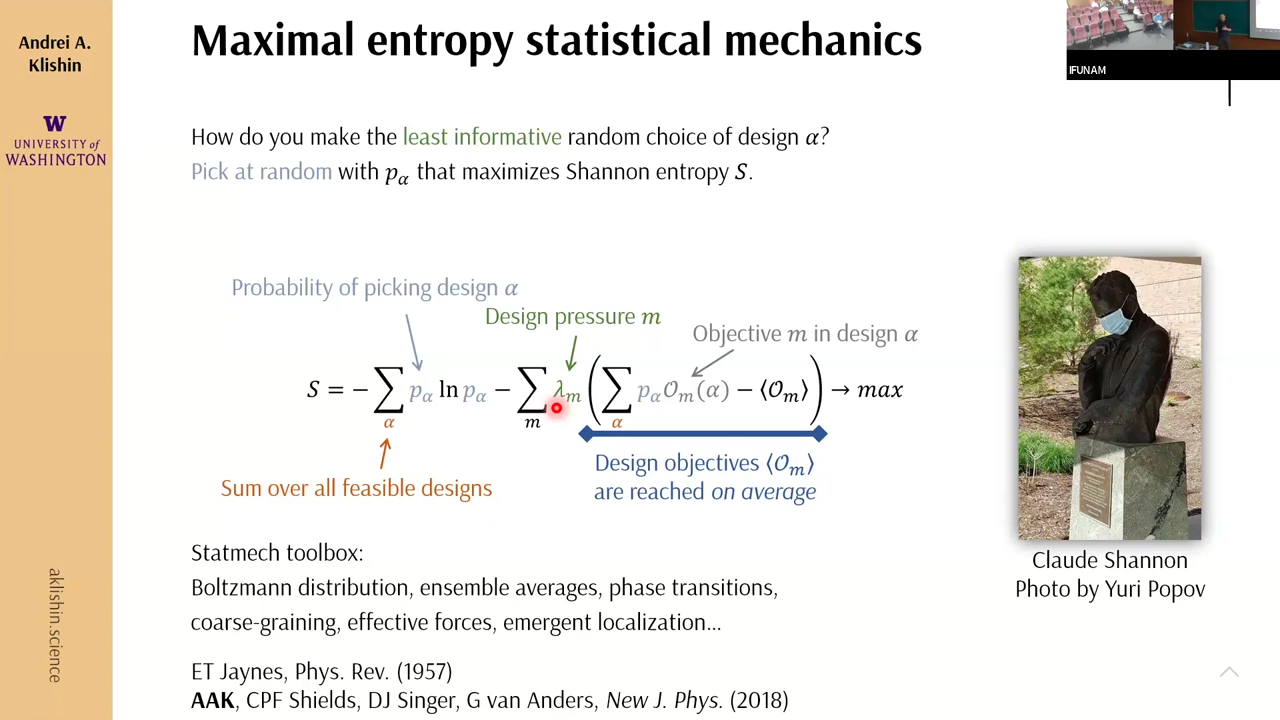 Andrei A.
Klishin
W
UNIVERSITY of
WASHINGTON
aklishin.science
Maximal entropy statistical mechanics
IFUNAM
How do you make the least informative random choice of design α?
Pick at random with pα that maximizes Shannon entropy S.
Probability of picking design α
Design pressure m
Objective m in design α
S = − ∑α pα ln pα − ∑m λm (∑α pα𝒪m(α) − ⟨𝒪m⟩) → max
Design objectives ⟨𝒪m⟩
are reached on average
Sum over all feasible designs
Statmech toolbox:
Boltzmann distribution, ensemble averages, phase transitions,
coarse-graining, effective forces, emergent localization...
ET Jaynes, Phys. Rev. (1957)
AAK, CPF Shields, DJ Singer, G van Anders, New J. Phys. (2018)
Claude Shannon
Photo by Yuri Popov